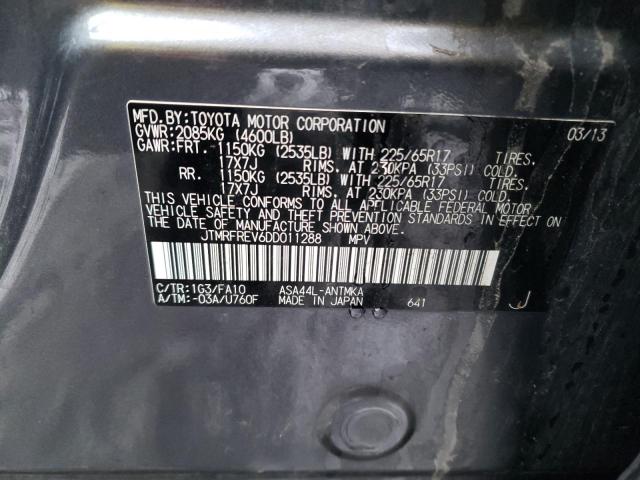 MFD. BY: TOYOTA MOTOR CORPORATION 03/13
GVWR: 2085KG (4600LB)
GAWR: FRT. 1150KG (2535LB) WITH 225/65R17 TIRES.
17X7J RIMS. AT 230KPA (33PSI) COLD.
RR. 1150KG (2535LB) WITH 225/65R17 TIRES.
17X7J RIMS. AT 230KPA (33PSI) COLD.
THIS VEHICLE CONFORMS TO ALL APPLICABLE FEDERAL MOTOR
VEHICLE SAFETY AND THEFT PREVENTION STANDARDS IN EFFECT ON
THE DATE OF MANUFACTURE SHOWN ABOVE.
JTMRFREV6DD011288 MPV
C/TR: 1G3/FA10 ASA44L-ANTMKA
A/TM: -03A/U760F MADE IN JAPAN 641
J